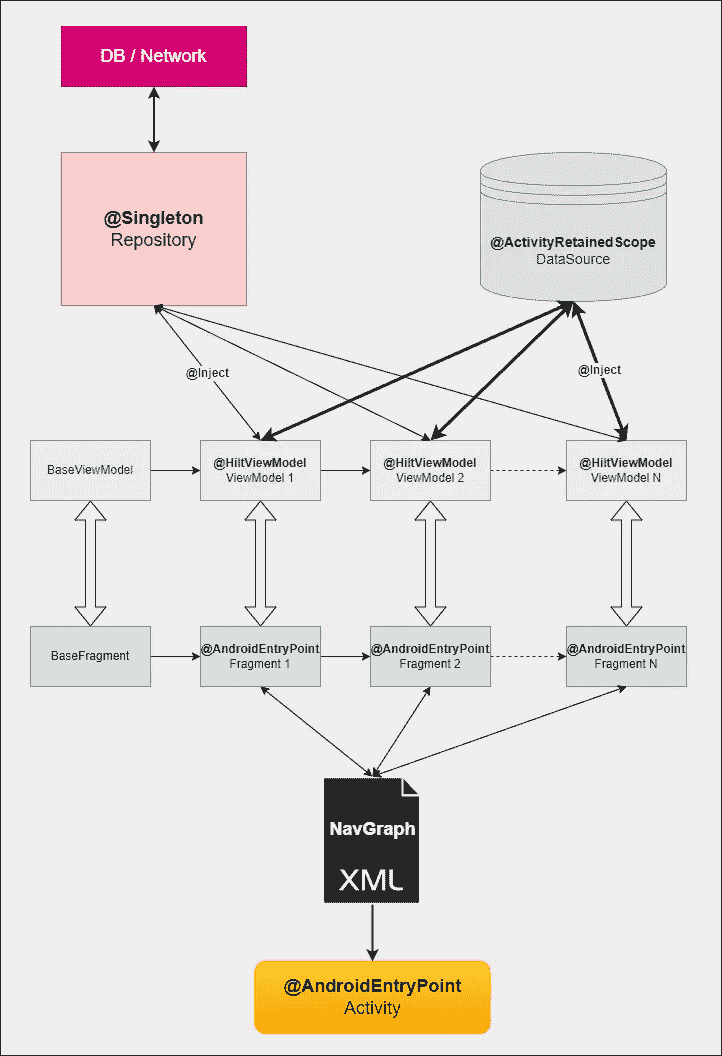 DB / Network
@Singleton
Repository
@ActivityRetainedScope
DataSource
@Inject
@Inject
BaseViewModel
@HiltViewModel
ViewModel 1
@HiltViewModel
ViewModel 2
@HiltViewModel
ViewModel N
BaseFragment
@AndroidEntryPoint
Fragment 1
@AndroidEntryPoint
Fragment 2
@AndroidEntryPoint
Fragment N
NavGraph
XML
@AndroidEntryPoint
Activity